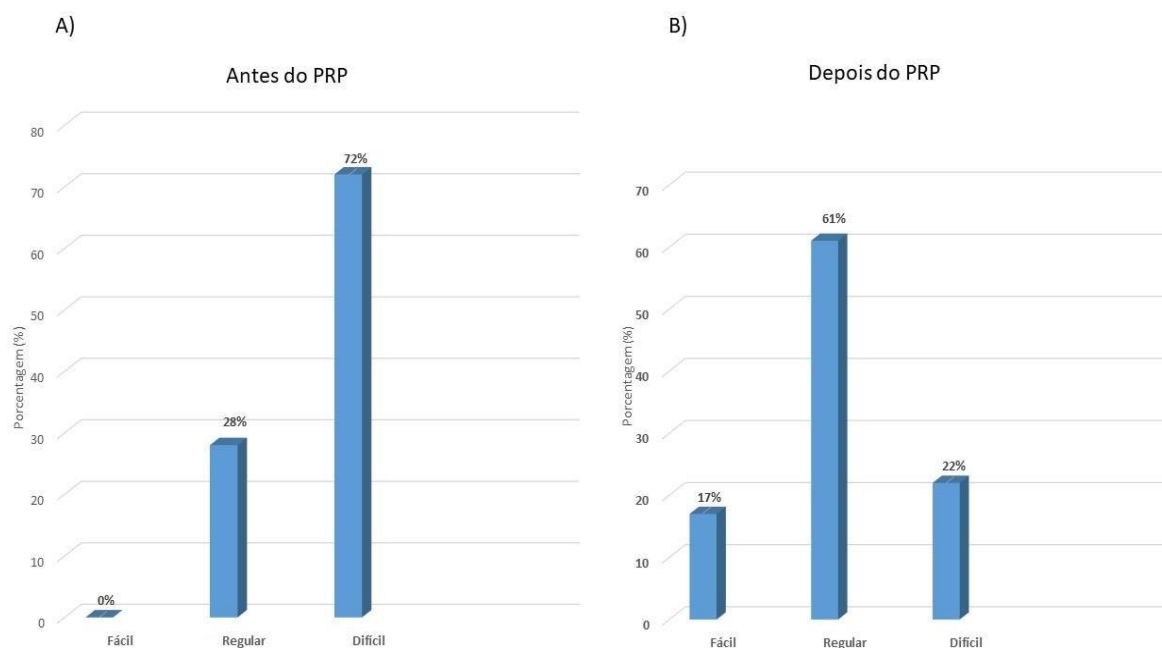 A)
Antes do PRP
Porcentagem (%)
80
70
60
50
40
30
20
10
0
0%
28%
72%
Fácil
Regular
Difícil
B)
Depois do PRP
Porcentagem (%)
70
60
50
40
30
20
10
0
17%
61%
22%
Fácil
Regular
Difícil